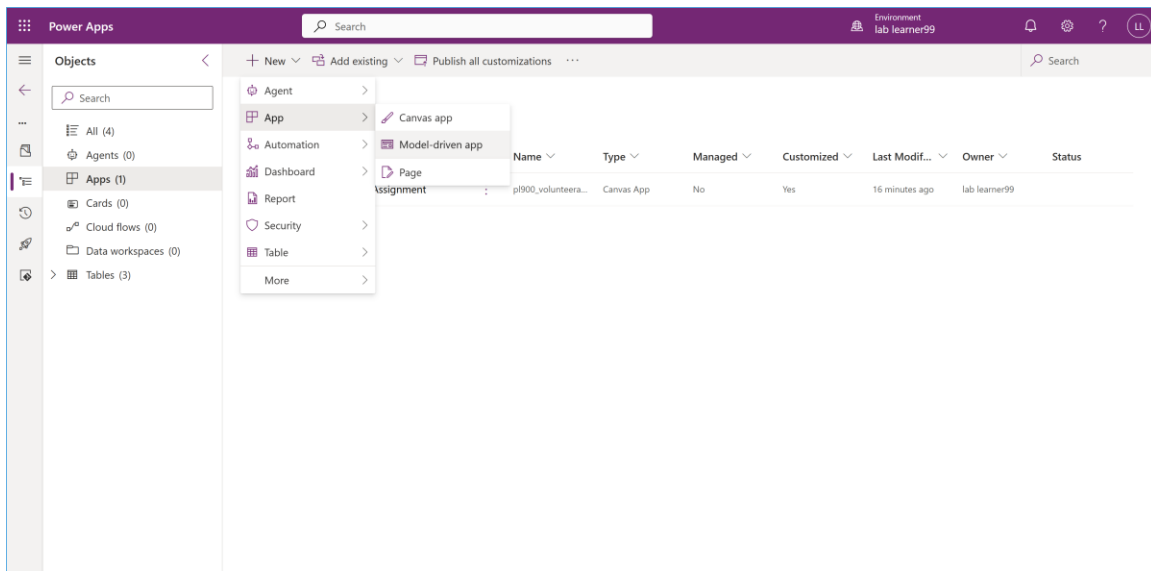 Power Apps
Search
Environment
lab learner99
?
LL
Objects
New
Add existing
Publish all customizations
...
Search
Search
All (4)
Agents (0)
Apps (1)
Cards (0)
Cloud flows (0)
Data workspaces (0)
Tables (3)
Agent
App
Automation
Dashboard
Report
Security
Table
More
Canvas app
Model-driven app
Page
Name
Type
Managed
Customized
Last Modif...
Owner
Status
Assignment
pl900_volunteera...
Canvas App
No
Yes
16 minutes ago
lab learner99